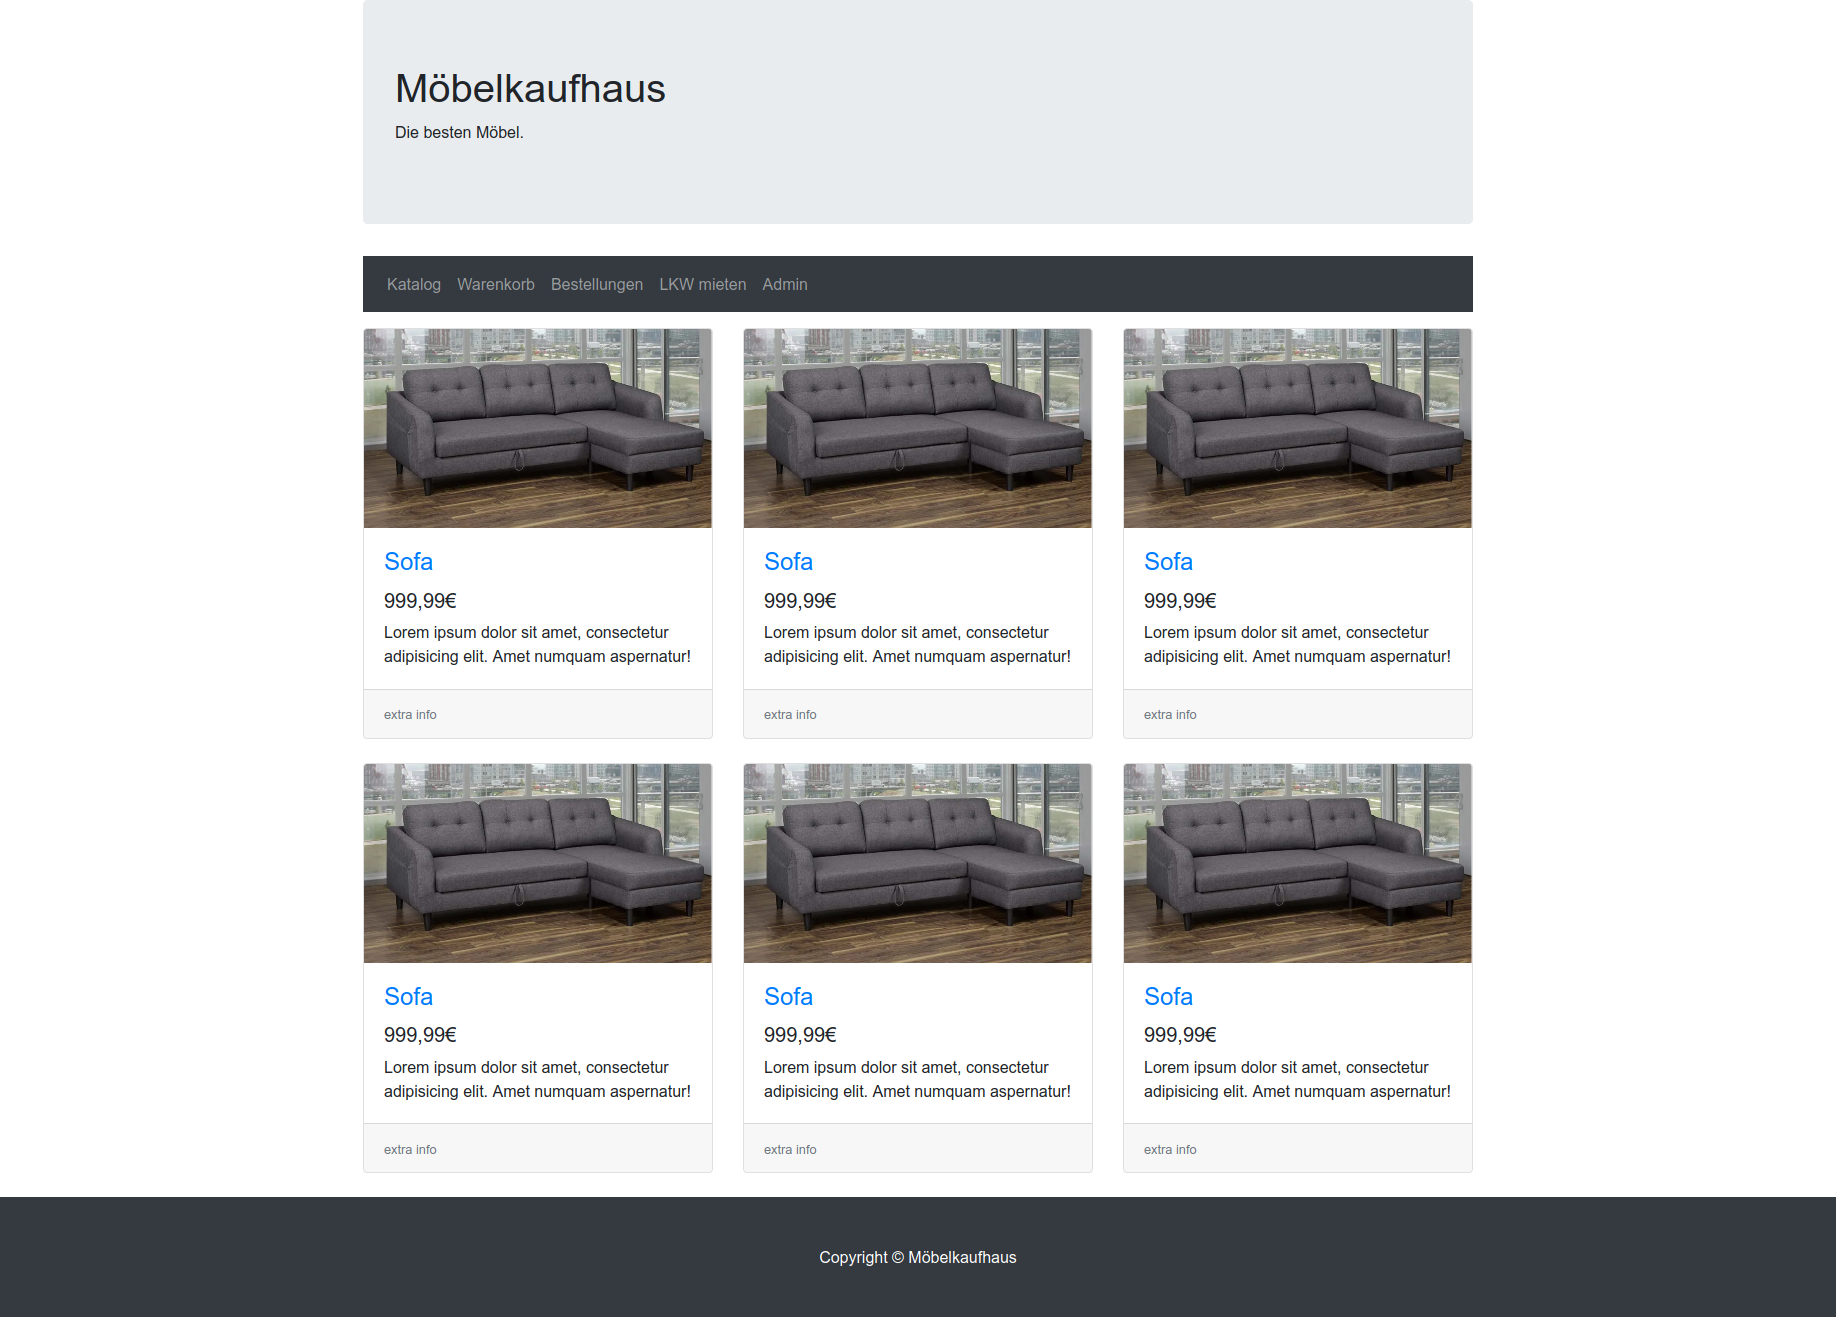 Möbelkaufhaus
Die besten Möbel.
Katalog Warenkorb Bestellungen LKW mieten Admin
Sofa
999,99€
Lorem ipsum dolor sit amet, consectetur
adipisicing elit. Amet numquam aspernatur!
extra info
Sofa
999,99€
Lorem ipsum dolor sit amet, consectetur
adipisicing elit. Amet numquam aspernatur!
extra info
Sofa
999,99€
Lorem ipsum dolor sit amet, consectetur
adipisicing elit. Amet numquam aspernatur!
extra info
Sofa
999,99€
Lorem ipsum dolor sit amet, consectetur
adipisicing elit. Amet numquam aspernatur!
extra info
Sofa
999,99€
Lorem ipsum dolor sit amet, consectetur
adipisicing elit. Amet numquam aspernatur!
extra info
Sofa
999,99€
Lorem ipsum dolor sit amet, consectetur
adipisicing elit. Amet numquam aspernatur!
extra info
Copyright © Möbelkaufhaus